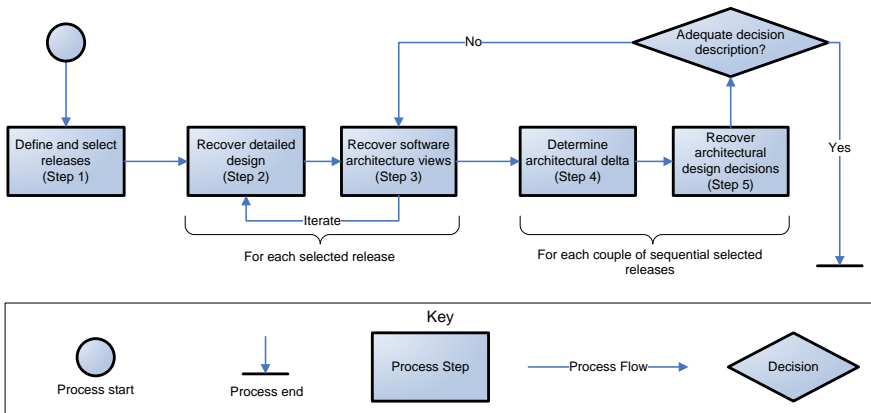 Adequate decision
description?
No
Define and select
releases
(Step 1)
Recover detailed
design
(Step 2)
Recover software
architecture views
(Step 3)
Determine
architectural delta
(Step 4)
Recover
architectural
design decisions
(Step 5)
Yes
Iterate
For each selected release
For each couple of sequential selected
releases
Key
Process start
Process end
Process Step
Process Flow
Decision